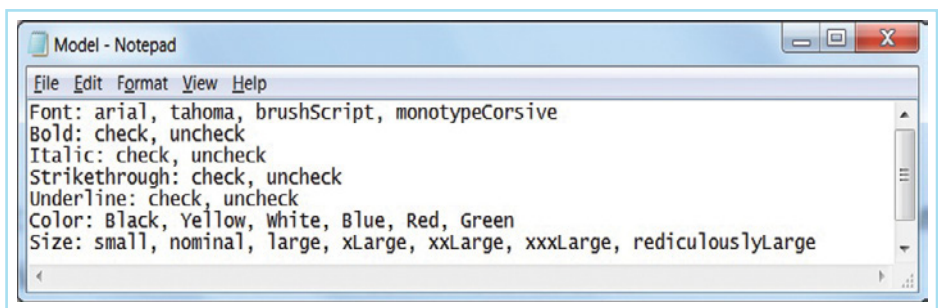 Model - Notepad
File Edit Format View Help
Font: arial, tahoma, brushScript, monotypeCorsive
Bold: check, uncheck
Italic: check, uncheck
Strikethrough: check, uncheck
Underline: check, uncheck
Color: Black, Yellow, White, Blue, Red, Green
Size: small, nominal, large, xLarge, xxLarge, xxxLarge, rediculouslyLarge